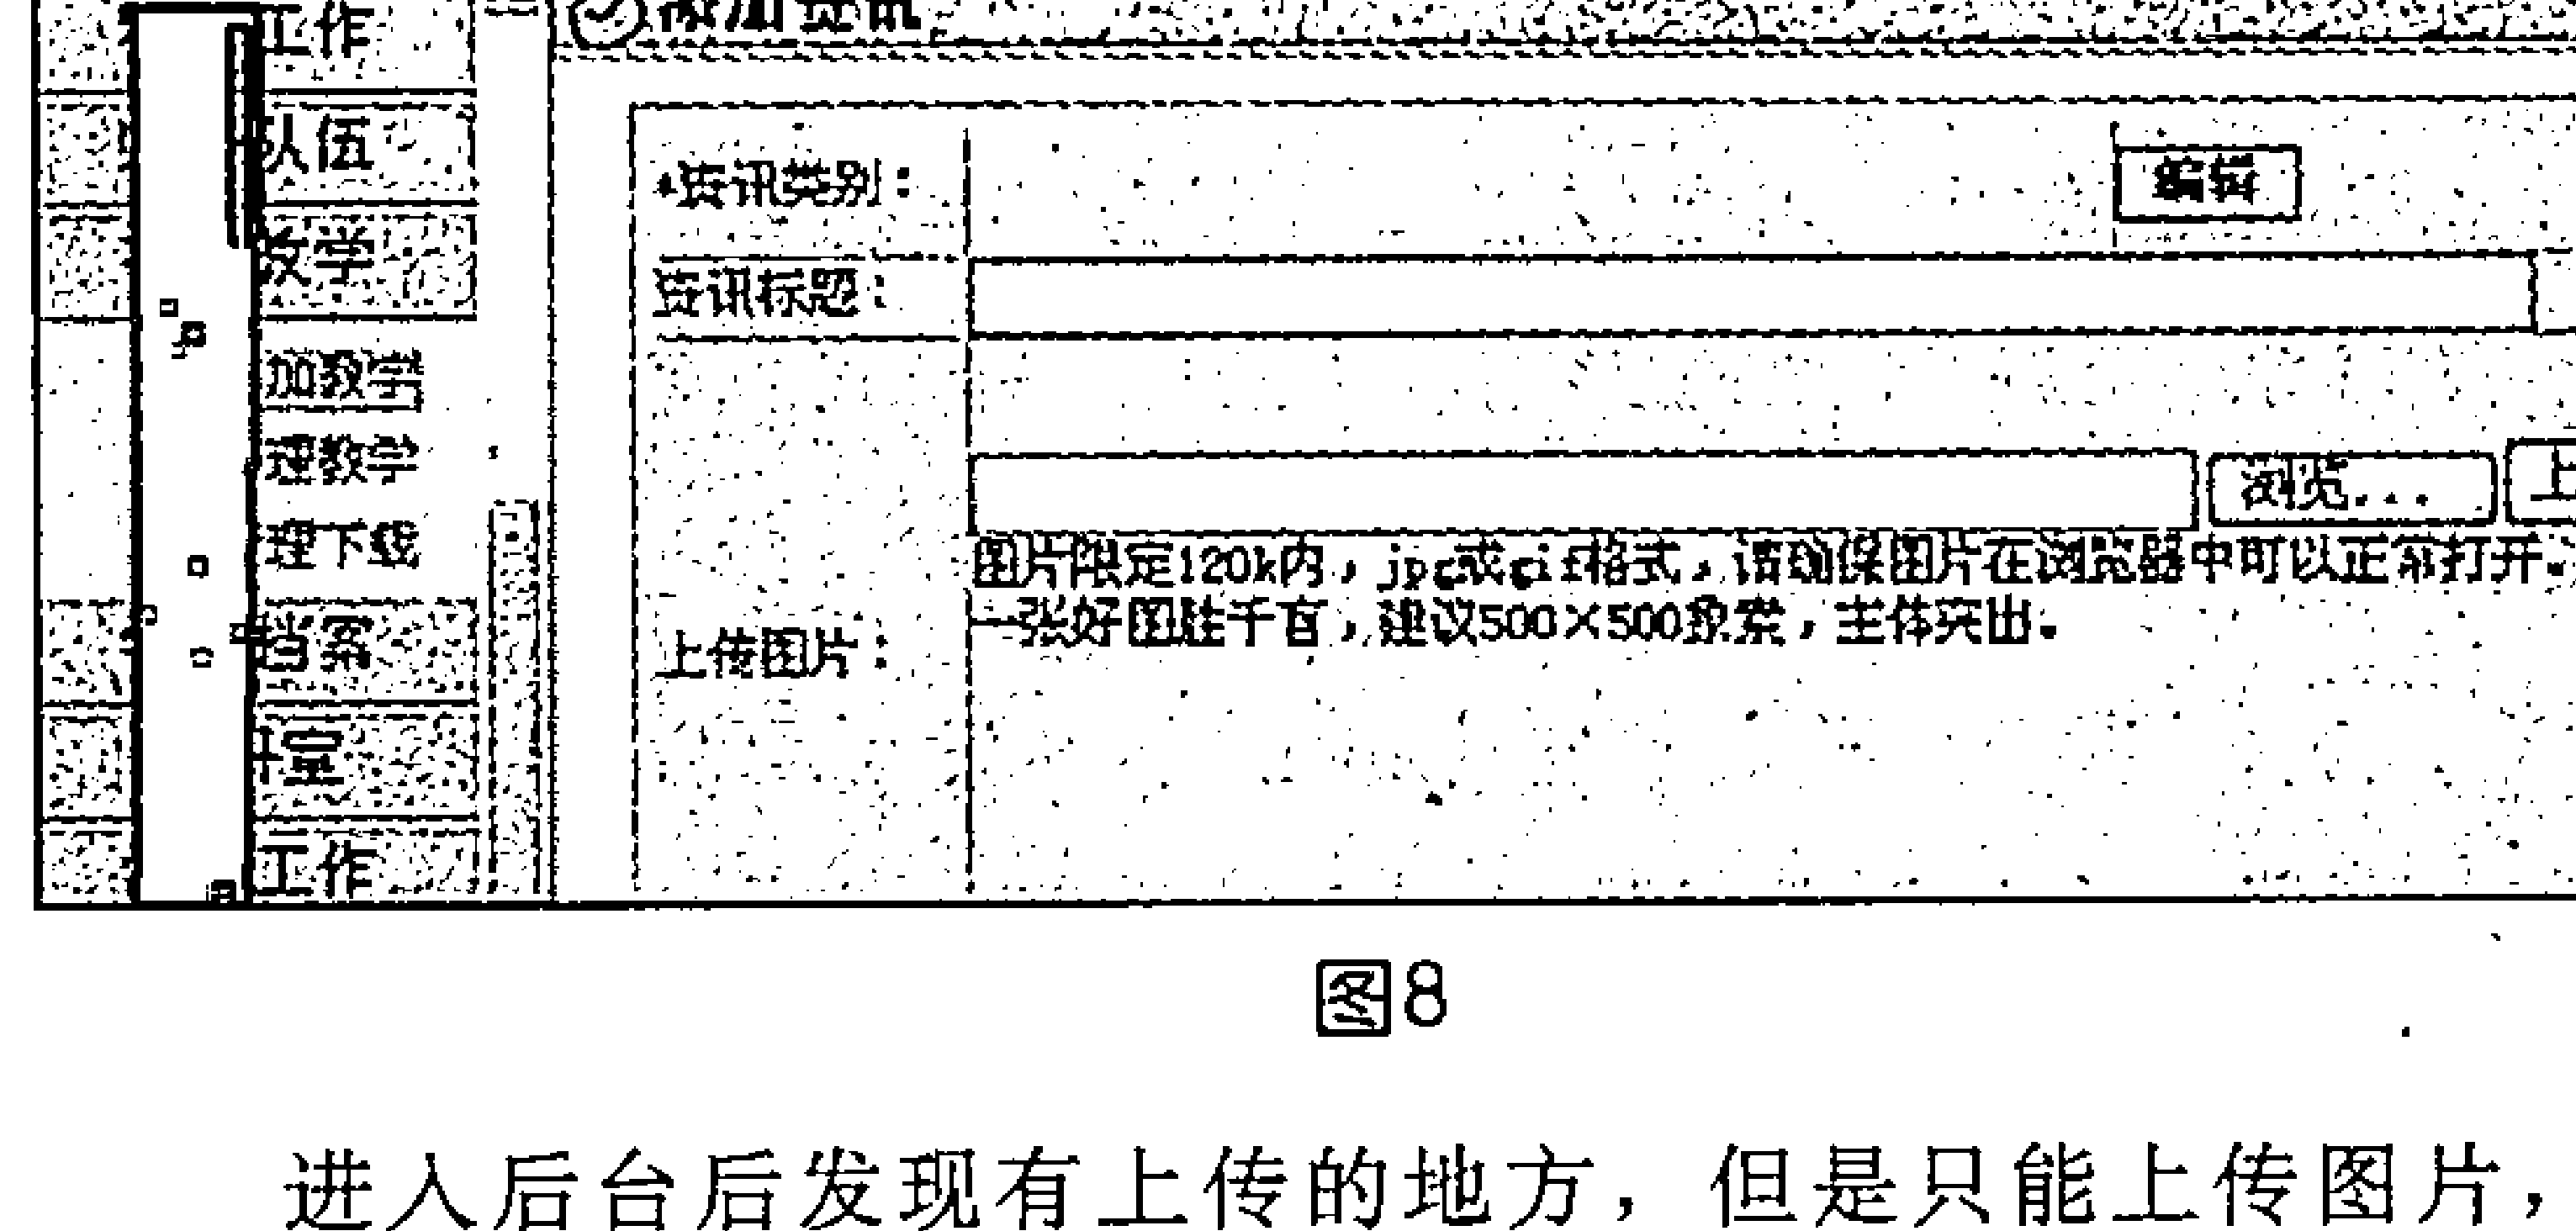 工作
添加资讯
队伍
教学
加教学
理教学
理下载
档案
工作
*资讯类别：
编辑
资讯标题：
浏览...
上
图片限定120k内，jpg或gif格式，请确保图片在浏览器中可以正常打开。
一张好图胜千言，建议500×500象素，主体突出。
上传图片：
图8
进入后台后发现有上传的地方，但是只能上传图片，